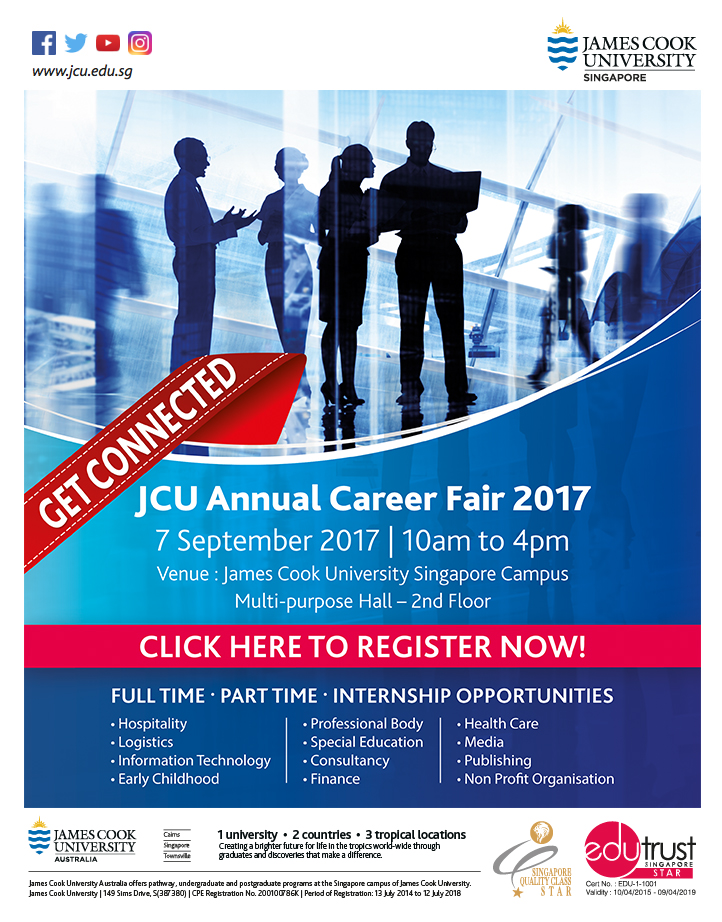 www.jcu.edu.sg
JAMES COOK
UNIVERSITY
SINGAPORE
GET CONNECTED
JCU Annual Career Fair 2017
7 September 2017 | 10am to 4pm
Venue : James Cook University Singapore Campus
Multi-purpose Hall – 2nd Floor
CLICK HERE TO REGISTER NOW!
FULL TIME · PART TIME · INTERNSHIP OPPORTUNITIES
• Hospitality
• Logistics
• Information Technology
• Early Childhood
• Professional Body
• Special Education
• Consultancy
• Finance
• Health Care
• Media
• Publishing
• Non Profit Organisation
JAMES COOK
UNIVERSITY
AUSTRALIA
Cairns
Singapore
Townsville
1 university • 2 countries • 3 tropical locations
Creating a brighter future for life in the tropics world-wide through
graduates and discoveries that make a difference.
SINGAPORE
QUALITY CLASS
STAR
edutrust
SINGAPORE
STAR
Cert No. : EDU-1-1001
Validity : 10/04/2015 - 09/04/2019
James Cook University Australia offers pathway, undergraduate and postgraduate programs at the Singapore campus of James Cook University.
James Cook University | 149 Sims Drive, S(387380) | CPE Registration No. 200100786K | Period of Registration: 13 July 2014 to 12 July 2018